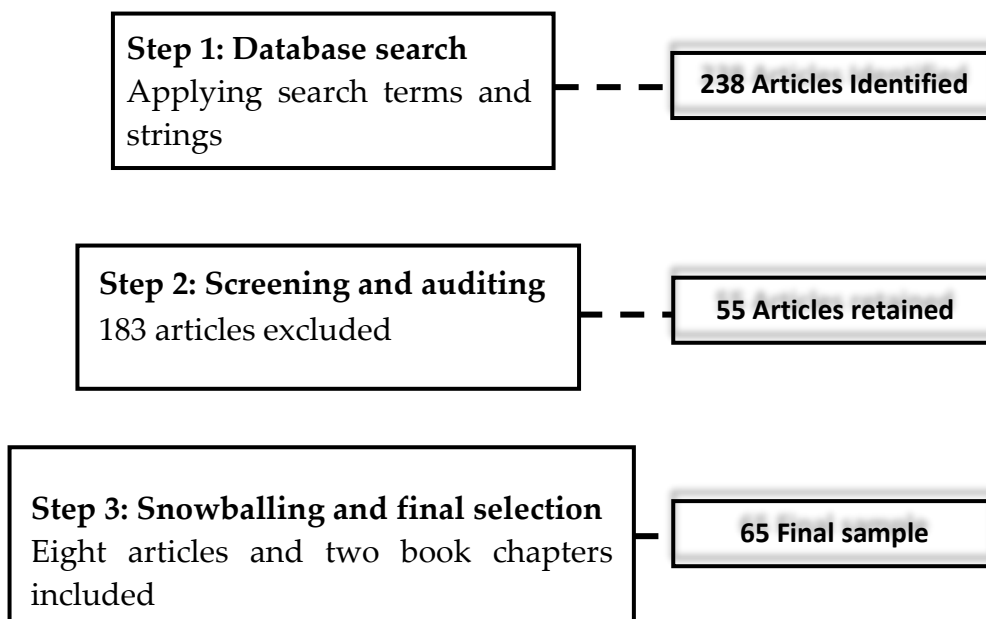 Step 1: Database search
Applying search terms and
strings
238 Articles Identified
Step 2: Screening and auditing
183 articles excluded
55 Articles retained
Step 3: Snowballing and final selection
Eight articles and two book chapters
included
65 Final sample